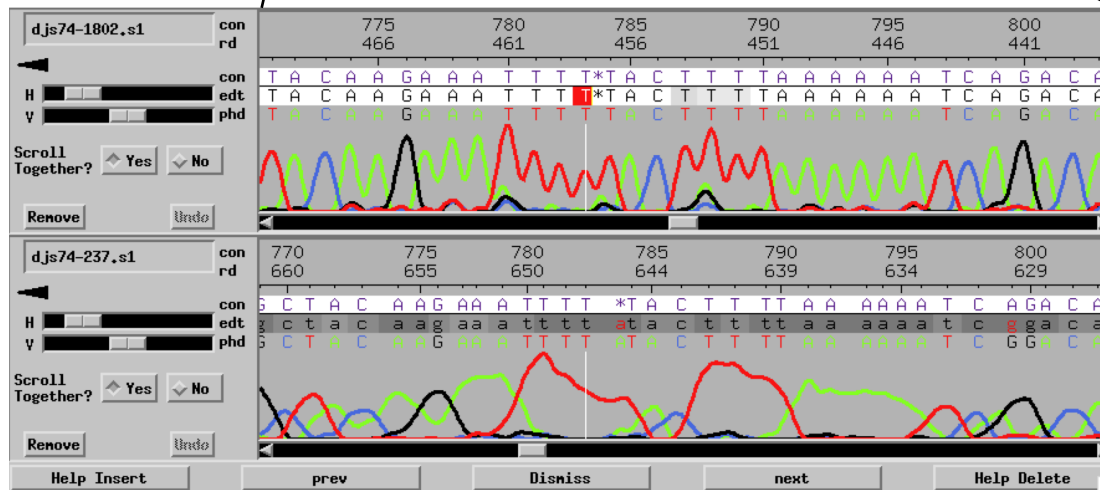 djs74-1802.s1
con
rd
775 780 785 790 795 800
466 461 456 451 446 441
con
T A C A A G A A A T T T T * T A C T T T T A A A A A A T C A G A C A
H
edt
T A C A A G A A A T T T T * T A C T T T T A A A A A A T C A G A C A
V
phd
T A C A A G A A A T T T T T A C T T T T A A A A A A T C A G A C A
Scroll
Together?
Yes
No
Remove
Undo
djs74-237.s1
con
rd
770 775 780 785 790 795 800
660 655 650 644 639 634 629
con
G C T A C A A G A A A T T T T * T A C T T T T A A A A A A T C A G A C A
H
edt
g c t a c a a g a a a t t t t a t a c t t t t a a a a a a t c g g a c a
V
phd
G C T A C A A G A A A T T T T A T A C T T T T A A A A A A T C G G A C A
Scroll
Together?
Yes
No
Remove
Undo
Help Insert
prev
Dismiss
next
Help Delete